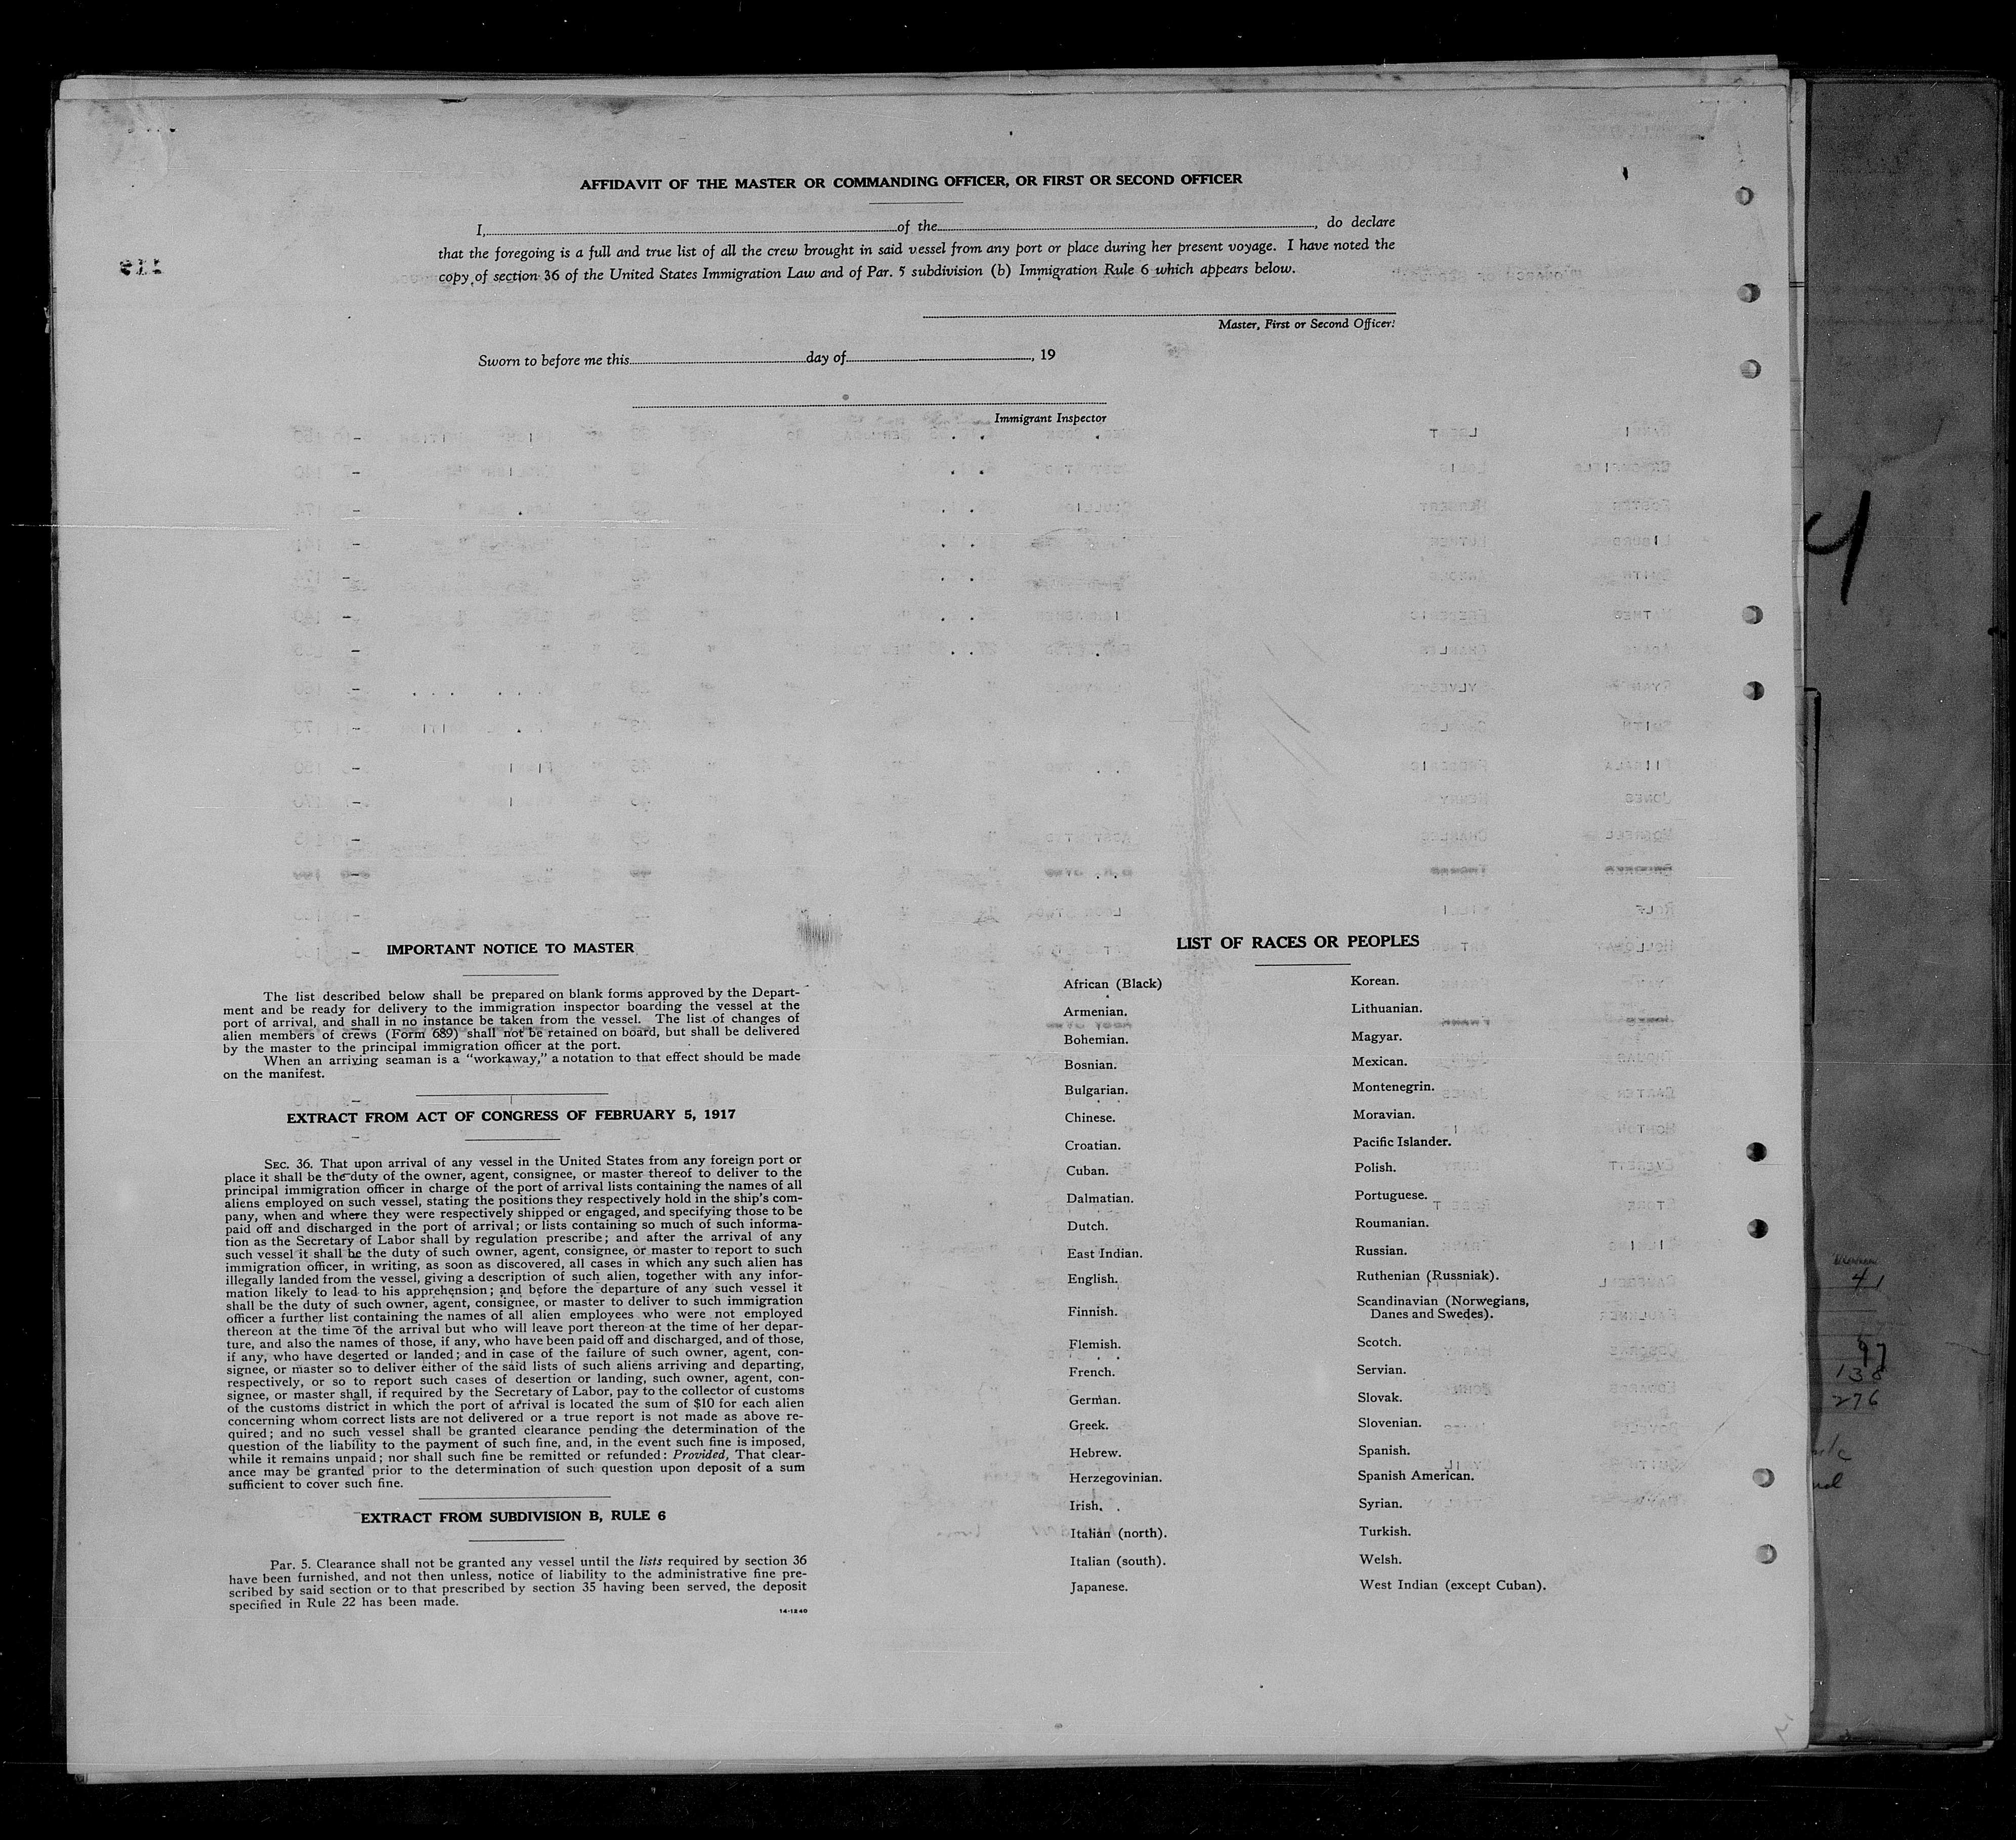 AFFIDAVIT OF THE MASTER OR COMMANDING OFFICER, OR FIRST OR SECOND OFFICER
I, of the , do declare
that the foregoing is a full and true list of all the crew brought in said vessel from any port or place during her present voyage. I have noted the
copy of section 36 of the United States Immigration Law and of Par. 5 subdivision (b) Immigration Rule 6 which appears below.
Master, First or Second Officer.
Sworn to before me this day of , 19
Immigrant Inspector
IMPORTANT NOTICE TO MASTER
The list described below shall be prepared on blank forms approved by the Depart-
ment and be ready for delivery to the immigration inspector boarding the vessel at the
port of arrival, and shall in no instance be taken from the vessel. The list of changes of
alien members of crews (Form 689) shall not be retained on board, but shall be delivered
by the master to the principal immigration officer at the port.
When an arriving seaman is a "workaway," a notation to that effect should be made
on the manifest.
EXTRACT FROM ACT OF CONGRESS OF FEBRUARY 5, 1917
SEC. 36. That upon arrival of any vessel in the United States from any foreign port or
place it shall be the duty of the owner, agent, consignee, or master thereof to deliver to the
principal immigration officer in charge of the port of arrival lists containing the names of all
aliens employed on such vessel, stating the positions they respectively hold in the ship's com-
pany, when and where they were respectively shipped or engaged, and specifying those to be
paid off and discharged in the port of arrival; or lists containing so much of such informa-
tion as the Secretary of Labor shall by regulation prescribe; and after the arrival of any
such vessel it shall be the duty of such owner, agent, consignee, or master to report to such
immigration officer, in writing, as soon as discovered, all cases in which any such alien has
illegally landed from the vessel, giving a description of such alien, together with any infor-
mation likely to lead to his apprehension; and before the departure of any such vessel it
shall be the duty of such owner, agent, consignee, or master to deliver to such immigration
officer a further list containing the names of all alien employees who were not employed
thereon at the time of the arrival but who will leave port thereon at the time of her depar-
ture, and also the names of those, if any, who have been paid off and discharged, and of those,
if any, who have deserted or landed; and in case of the failure of such owner, agent, con-
signee, or master so to deliver either of the said lists of such aliens arriving and departing,
respectively, or so to report such cases of desertion or landing, such owner, agent, con-
signee, or master shall, if required by the Secretary of Labor, pay to the collector of customs
of the customs district in which the port of arrival is located the sum of $10 for each alien
concerning whom correct lists are not delivered or a true report is not made as above re-
quired; and no such vessel shall be granted clearance pending the determination of the
question of the liability to the payment of such fine, and, in the event such fine is imposed,
while it remains unpaid; nor shall such fine be remitted or refunded: Provided, That clear-
ance may be granted prior to the determination of such question upon deposit of a sum
sufficient to cover such fine.
EXTRACT FROM SUBDIVISION B, RULE 6
Par. 5. Clearance shall not be granted any vessel until the lists required by section 36
have been furnished, and not then unless, notice of liability to the administrative fine pre-
scribed by said section or to that prescribed by section 35 having been served, the deposit
specified in Rule 22 has been made.
14-1240
LIST OF RACES OR PEOPLES
African (Black)
Armenian.
Bohemian.
Bosnian.
Bulgarian.
Chinese.
Croatian.
Cuban.
Dalmatian.
Dutch.
East Indian.
English.
Finnish.
Flemish.
French.
German.
Greek.
Hebrew.
Herzegovinian.
Irish.
Italian (north).
Italian (south).
Japanese.
Korean.
Lithuanian.
Magyar.
Mexican.
Montenegrin.
Moravian.
Pacific Islander.
Polish.
Portuguese.
Roumanian.
Russian.
Ruthenian (Russniak).
Scandinavian (Norwegians,
Danes and Swedes).
Scotch.
Servian.
Slovak.
Slovenian.
Spanish.
Spanish American.
Syrian.
Turkish.
Welsh.
West Indian (except Cuban).
4
41
97
138
276